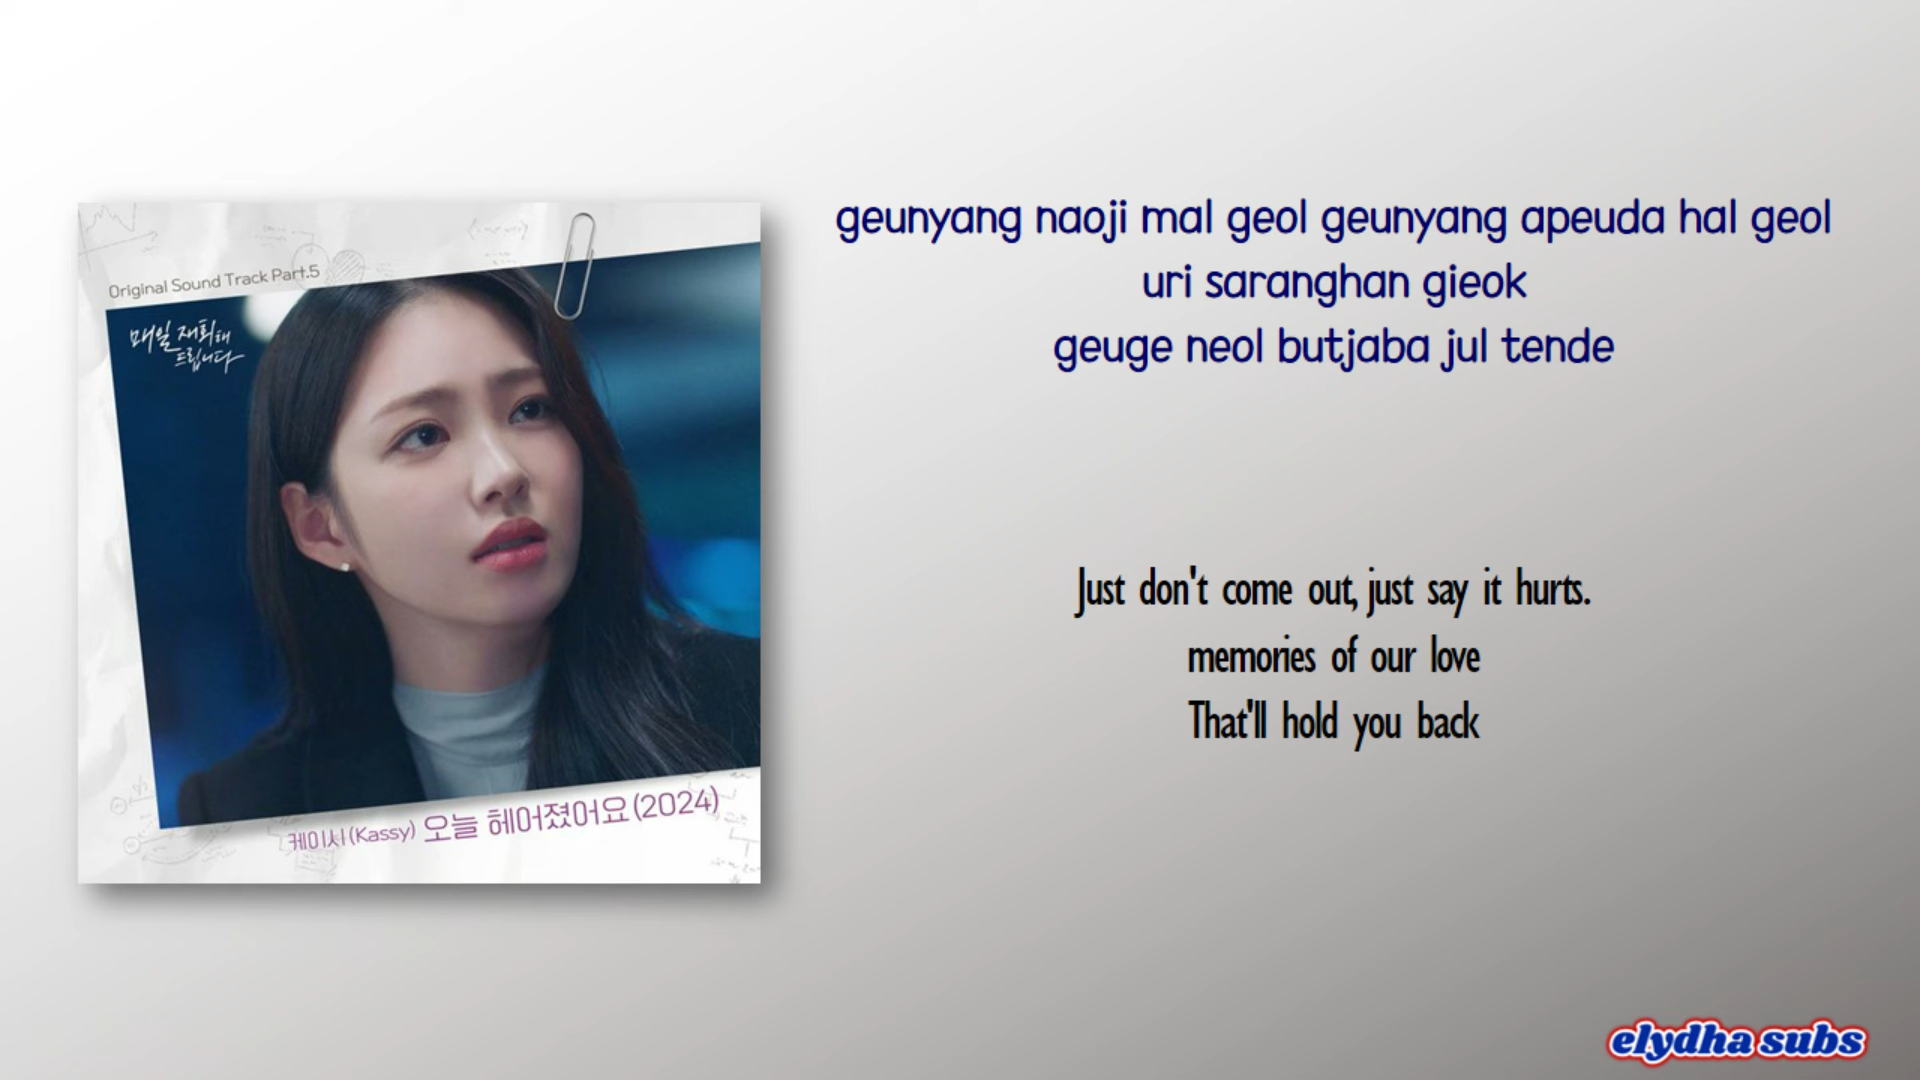 Original Sound Track Part.5
매일 재회해
드립니다
케이시(Kassy) 오늘 헤어졌어요(2024)
geunyang naoji mal geol geunyang apeuda hal geol
uri saranghan gieok
geuge neol butjaba jul tende
Just don't come out, just say it hurts.
memories of our love
That'll hold you back
elydha subs